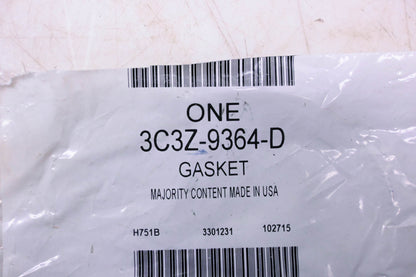 ONE
3C3Z-9364-D
GASKET
MAJORITY CONTENT MADE IN USA
H751B 3301231 102715